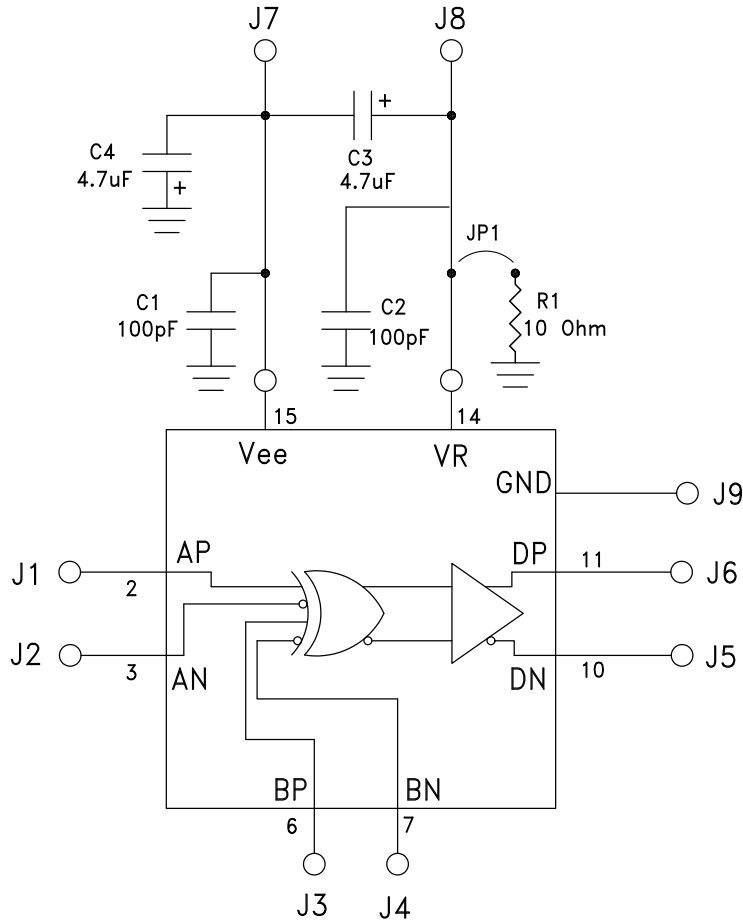 J7
J8
+
C4
4.7uF
+
C3
4.7uF
JP1
C1
100pF
C2
100pF
R1
10 Ohm
15
14
Vee
VR
GND
J9
AP
DP
11
J1
2
J6
J2
3
AN
DN
10
J5
BP
BN
6
7
J3
J4